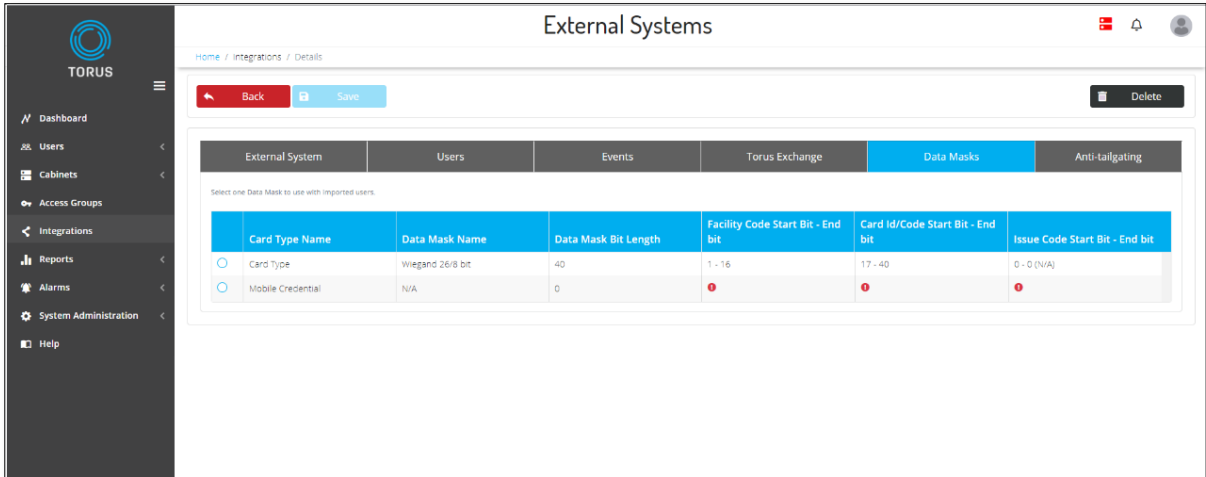 External Systems
TORUS
Home / Integrations / Details
Back
Save
Delete
Dashboard
Users
Cabinets
Access Groups
Integrations
Reports
Alarms
System Administration
Help
External System
Users
Events
Torus Exchange
Data Masks
Anti-tailgating
Select one Data Mask to use with imported users.
Card Type Name
Data Mask Name
Data Mask Bit Length
Facility Code Start Bit - End
bit
Card Id/Code Start Bit - End
bit
Issue Code Start Bit - End bit
Card Type
Wiegand 26/8 bit
40
1 - 16
17 - 40
0 - 0 (N/A)
Mobile Credential
N/A
0